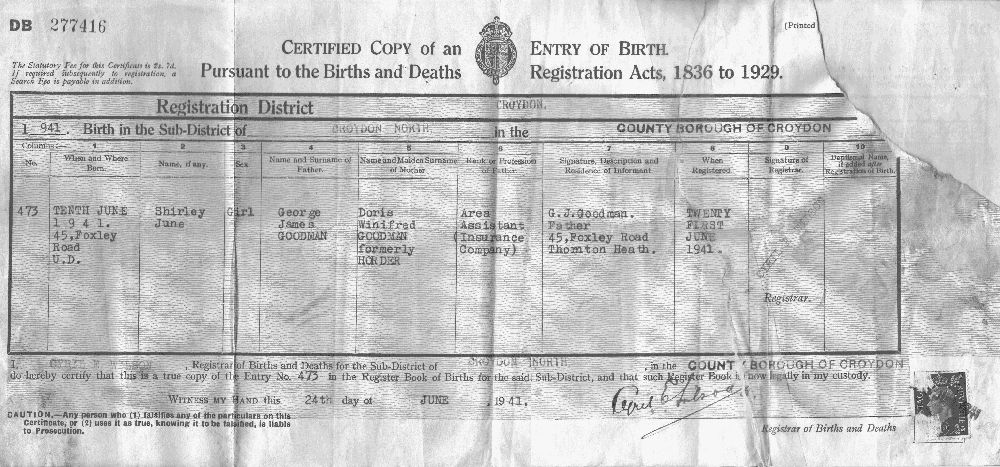 DB 277416
(Printed
CERTIFIED COPY of an ENTRY OF BIRTH.
The Statutory Fee for this Certificate is 2s. 7d.
If required subsequently to registration, a
Search Fee is payable in addition.
Pursuant to the Births and Deaths Registration Acts, 1836 to 1929.
Registration District CROYDON.
1 941. Birth in the Sub-District of CROYDON NORTH in the COUNTY BOROUGH OF CROYDON
Columns:— 1 2 3 4 5 6 7 8 9 10
No. When and Where Born. Name, if any. Sex Name and Surname of Father. Name and Maiden Surname of Mother Rank or Profession of Father. Signature, Description and Residence of Informant When Registered Signature of Registrar. Baptismal Name, if added after Registration of Birth.
473 TENTH JUNE Shirley Girl George Doris Area G.J.Goodman. TWENTY
1 9 4 1. June James Winifred Assistant Father FIRST
45,Foxley GOODMAN GOODMAN (Insurance 45,Foxley Road JUNE
Road formerly Company) Thornton Heath. 1941.
U.D. HORDER
Registrar.
I, , Registrar of Births and Deaths for the Sub-District of CROYDON NORTH , in the COUNTY BOROUGH OF CROYDON
do hereby certify that this is a true copy of the Entry No. 473 in the Register Book of Births for the said Sub-District, and that such Register Book is now legally in my custody.
WITNESS MY HAND this 24th day of JUNE , 1941.
CAUTION.—Any person who (1) falsifies any of the particulars on this
Certificate, or (2) uses it as true, knowing it to be falsified, is liable
to Prosecution.
Registrar of Births and Deaths